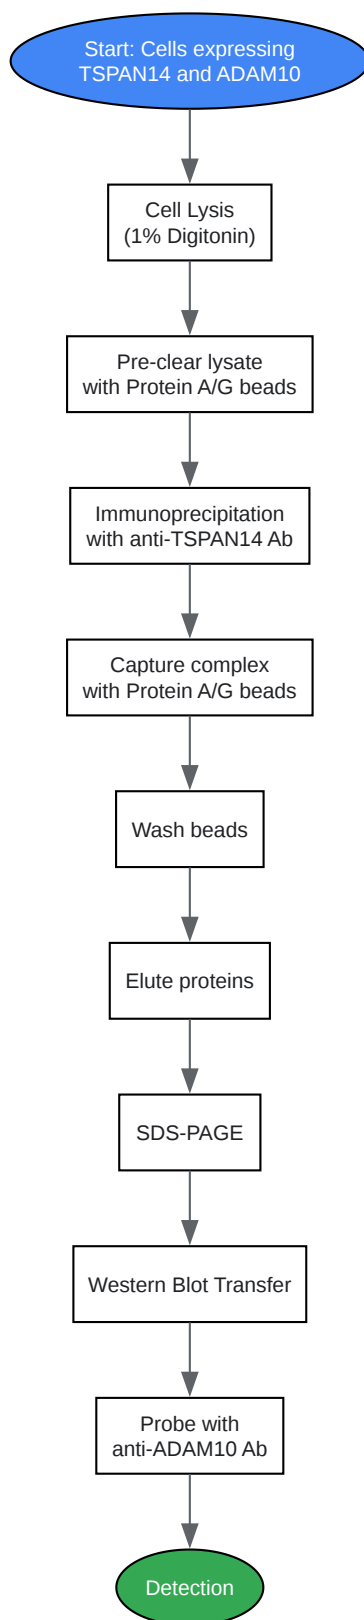 Start: Cells expressing
TSPAN14 and ADAM10
Cell Lysis
(1% Digitonin)
Pre-clear lysate
with Protein A/G beads
Immunoprecipitation
with anti-TSPAN14 Ab
Capture complex
with Protein A/G beads
Wash beads
Elute proteins
SDS-PAGE
Western Blot Transfer
Probe with
anti-ADAM10 Ab
Detection